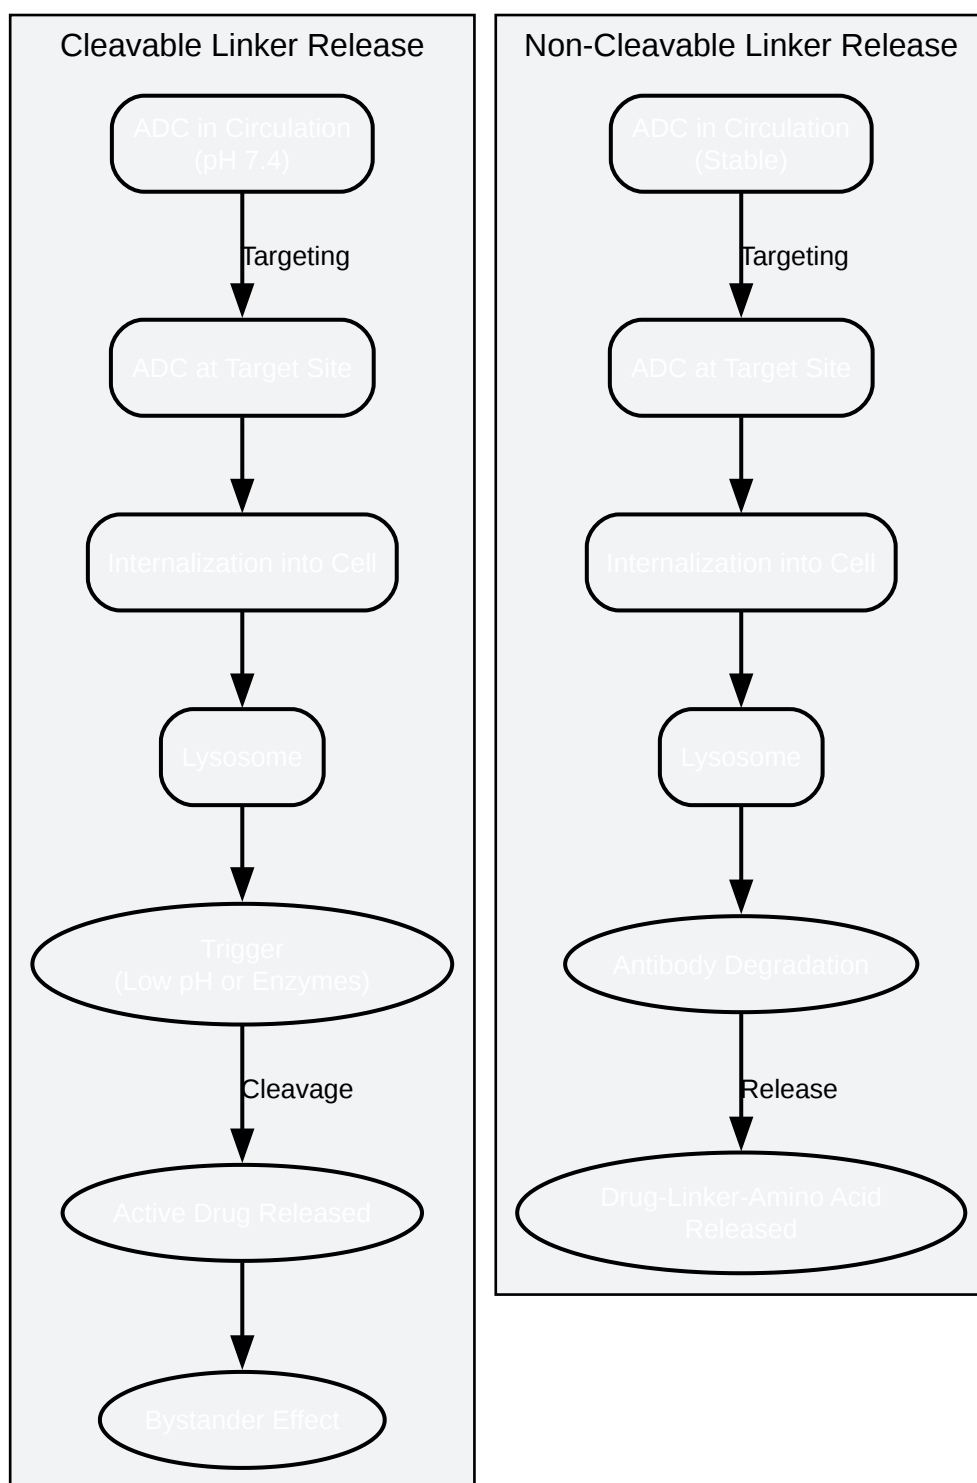 Cleavable Linker Release
ADC in Circulation
(pH 7.4)
Targeting
ADC at Target Site
Internalization into Cell
Lysosome
Trigger
(Low pH or Enzymes)
Cleavage
Active Drug Released
Bystander Effect
Non-Cleavable Linker Release
ADC in Circulation
(Stable)
Targeting
ADC at Target Site
Internalization into Cell
Lysosome
Antibody Degradation
Release
Drug-Linker-Amino Acid
Released